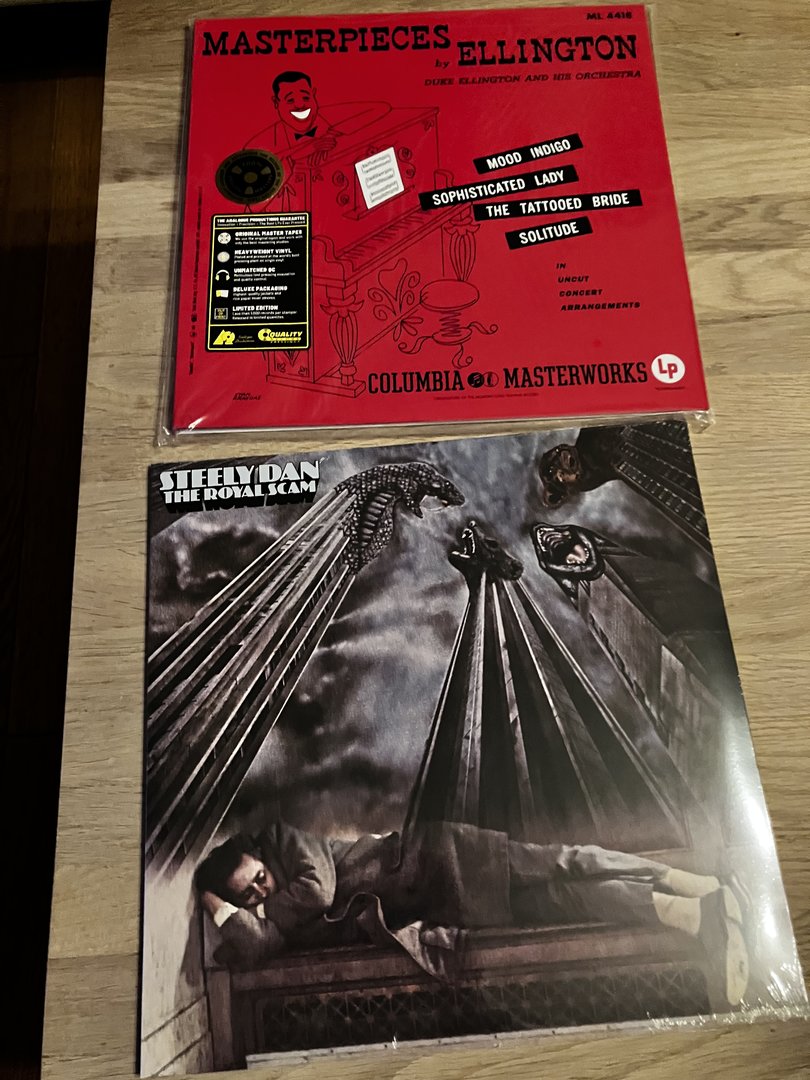 ML 4418
MASTERPIECES by ELLINGTON
DUKE ELLINGTON AND HIS ORCHESTRA
MOOD INDIGO
SOPHISTICATED LADY
THE TATTOOED BRIDE
SOLITUDE
IN
UNCUT
CONCERT
ARRANGEMENTS
THE ANALOGUE PRODUCTIONS GUARANTEE
ORIGINAL MASTER TAPES
HEAVYWEIGHT VINYL
UNMATCHED QC
DELUXE PACKAGING
LIMITED EDITION
QUALITY
COLUMBIA MASTERWORKS LP
STEELY DAN
THE ROYAL SCAM